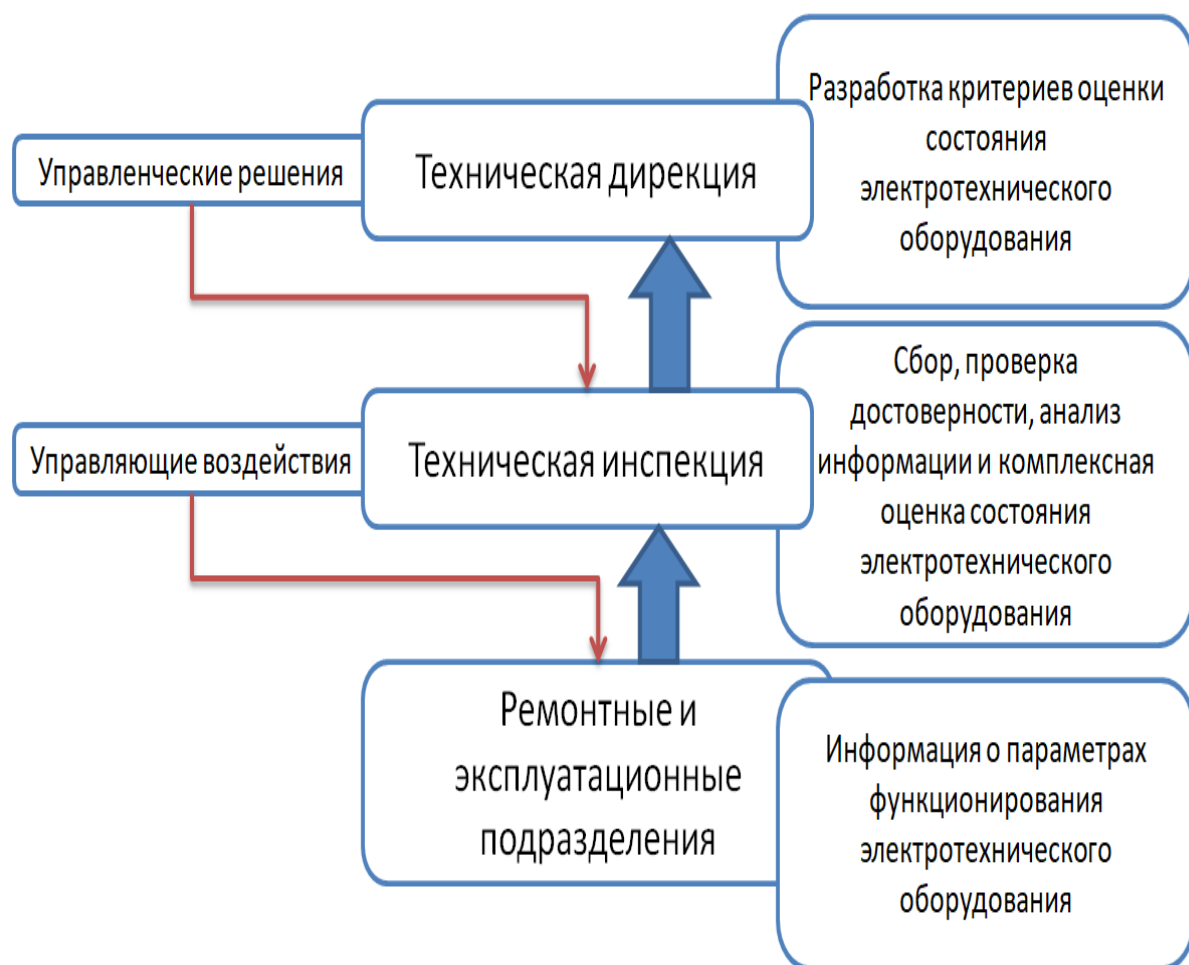 Управленческие решения
Техническая дирекция
Разработка критериев оценки
состояния
электротехнического
оборудования
Управляющие воздействия
Техническая инспекция
Сбор, проверка
достоверности, анализ
информации и комплексная
оценка состояния
электротехнического
оборудования
Ремонтные и
эксплуатационные
подразделения
Информация о параметрах
функционирования
электротехнического
оборудования